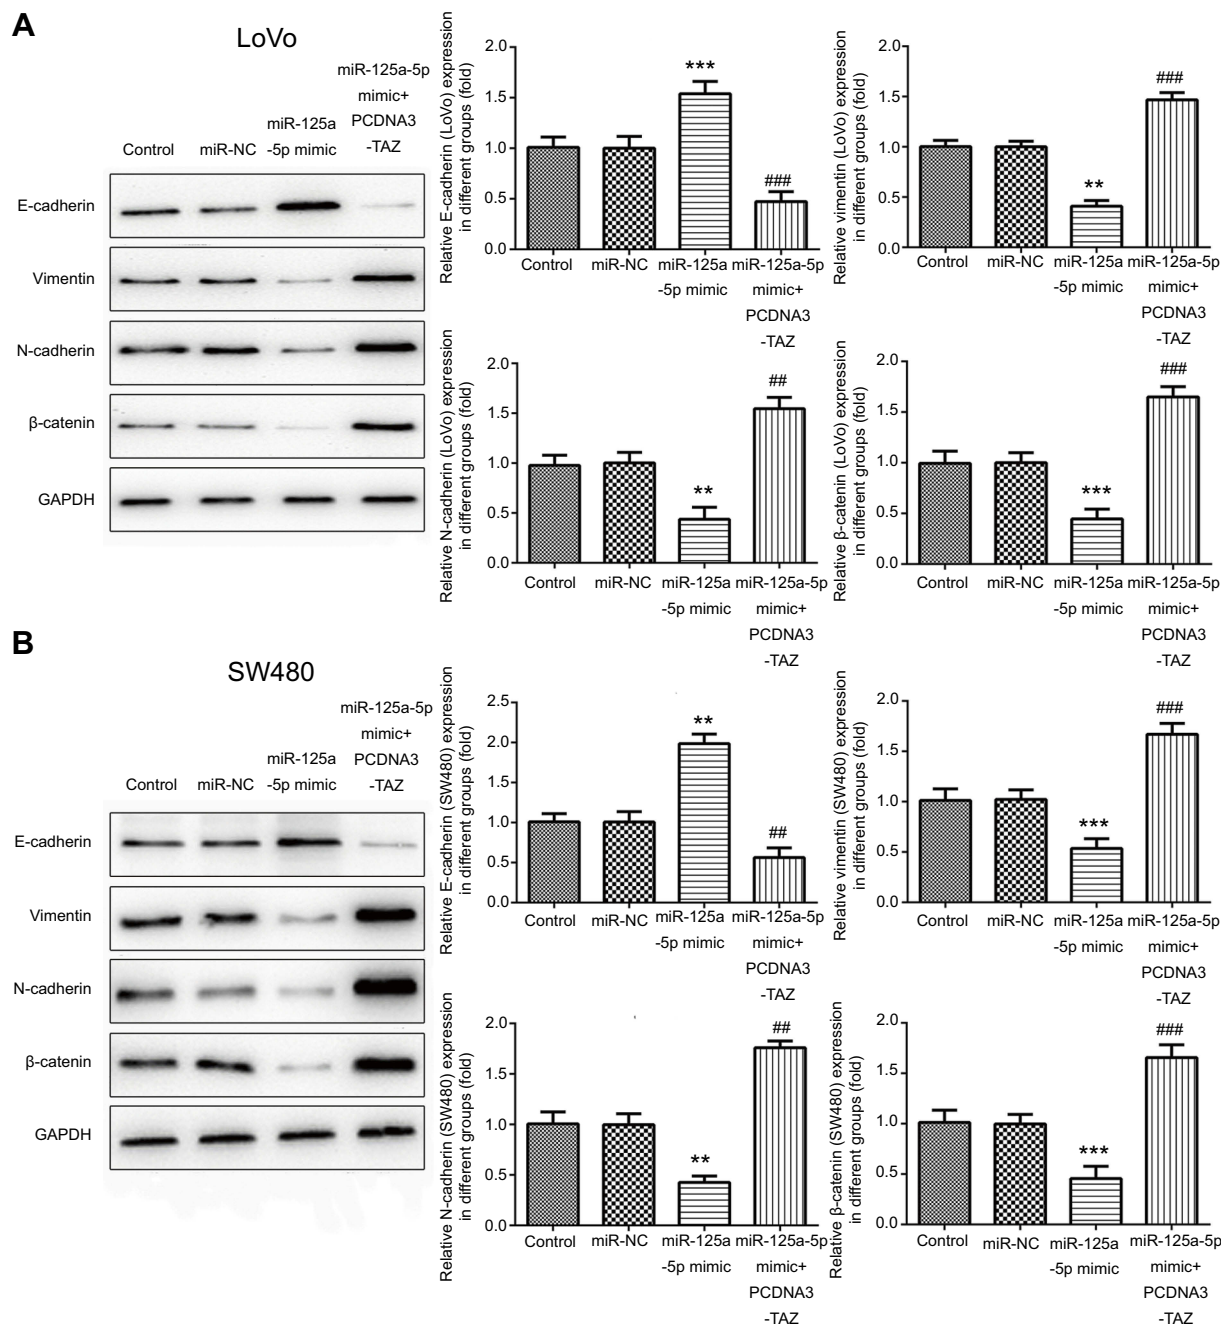 A
LoVo
Control
miR-NC
miR-125a
-5p mimic
miR-125a-5p
mimic+
PCDNA3
-TAZ
E-cadherin
Vimentin
N-cadherin
β-catenin
GAPDH
Relative E-cadherin (LoVo) expression
in different groups (fold)
2.0
1.5
1.0
0.5
0.0
***
###
Control
miR-NC
miR-125a
-5p mimic
miR-125a-5p
mimic+
PCDNA3
-TAZ
Relative vimentin (LoVo) expression
in different groups (fold)
2.0
1.5
1.0
0.5
0.0
**
###
Control
miR-NC
miR-125a
-5p mimic
miR-125a-5p
mimic+
PCDNA3
-TAZ
Relative N-cadherin (LoVo) expression
in different groups (fold)
2.0
1.5
1.0
0.5
0.0
**
##
Control
miR-NC
miR-125a
-5p mimic
miR-125a-5p
mimic+
PCDNA3
-TAZ
Relative β-catenin (LoVo) expression
in different groups (fold)
2.0
1.5
1.0
0.5
0.0
***
###
Control
miR-NC
miR-125a
-5p mimic
miR-125a-5p
mimic+
PCDNA3
-TAZ
B
SW480
Control
miR-NC
miR-125a
-5p mimic
miR-125a-5p
mimic+
PCDNA3
-TAZ
E-cadherin
Vimentin
N-cadherin
β-catenin
GAPDH
Relative E-cadherin (SW480) expression
in different groups (fold)
2.5
2.0
1.5
1.0
0.5
0.0
**
##
Control
miR-NC
miR-125a
-5p mimic
miR-125a-5p
mimic+
PCDNA3
-TAZ
Relative vimentin (SW480) expression
in different groups (fold)
2.0
1.5
1.0
0.5
0.0
***
###
Control
miR-NC
miR-125a
-5p mimic
miR-125a-5p
mimic+
PCDNA3
-TAZ
Relative N-cadherin (SW480) expression
in different groups (fold)
2.0
1.5
1.0
0.5
0.0
**
##
Control
miR-NC
miR-125a
-5p mimic
miR-125a-5p
mimic+
PCDNA3
-TAZ
Relative β-catenin (SW480) expression
in different groups (fold)
2.0
1.5
1.0
0.5
0.0
***
###
Control
miR-NC
miR-125a
-5p mimic
miR-125a-5p
mimic+
PCDNA3
-TAZ